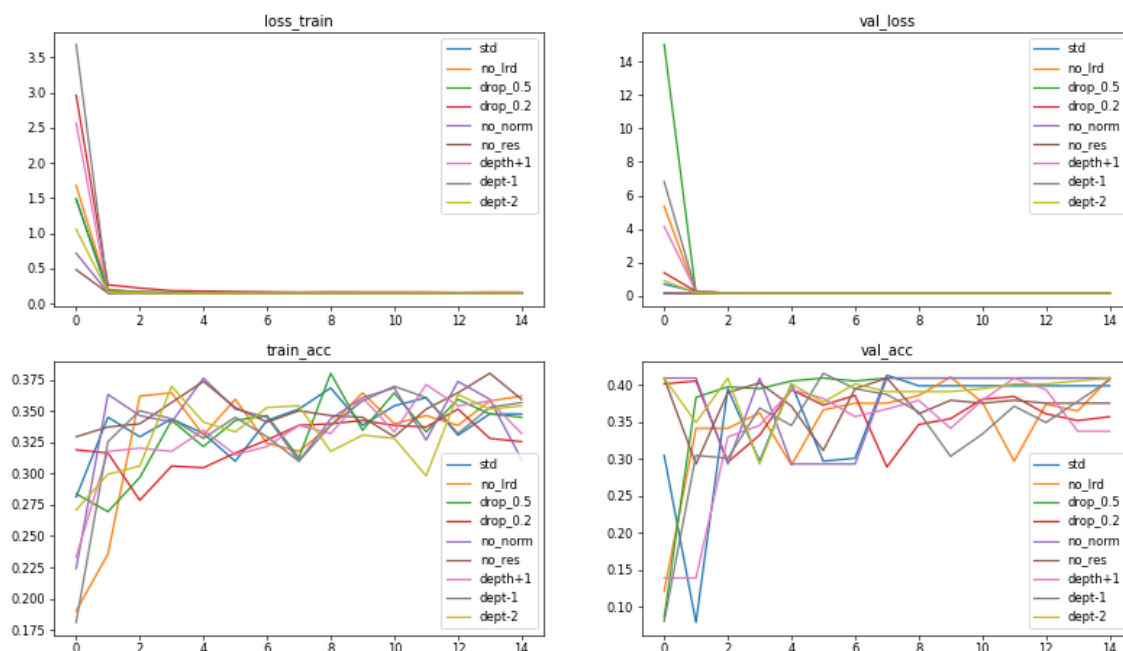 loss_train
3.5
3.0
2.5
2.0
1.5
1.0
0.5
0.0
0 2 4 6 8 10 12 14
std
no_lrd
drop_0.5
drop_0.2
no_norm
no_res
depth+1
dept-1
dept-2
val_loss
14
12
10
8
6
4
2
0
0 2 4 6 8 10 12 14
std
no_lrd
drop_0.5
drop_0.2
no_norm
no_res
depth+1
dept-1
dept-2
train_acc
0.375
0.350
0.325
0.300
0.275
0.250
0.225
0.200
0.175
0 2 4 6 8 10 12 14
std
no_lrd
drop_0.5
drop_0.2
no_norm
no_res
depth+1
dept-1
dept-2
val_acc
0.40
0.35
0.30
0.25
0.20
0.15
0.10
0 2 4 6 8 10 12 14
std
no_lrd
drop_0.5
drop_0.2
no_norm
no_res
depth+1
dept-1
dept-2